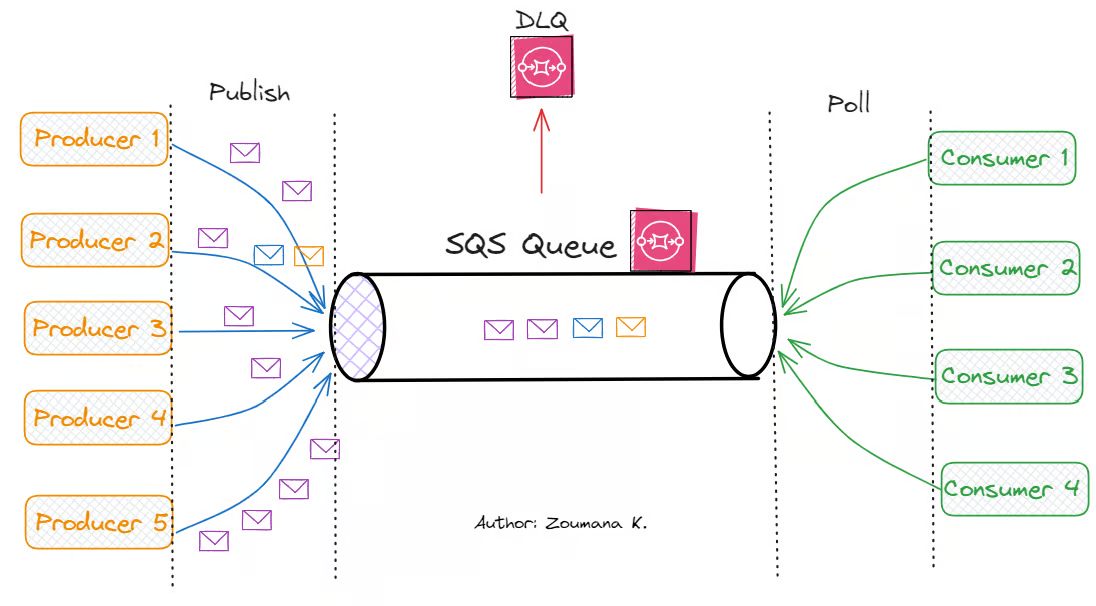 DLQ
Publish
Poll
Producer 1
Consumer 1
Producer 2
SQS Queue
Consumer 2
Producer 3
Consumer 3
Producer 4
Consumer 4
Producer 5
Author: Zoumana K.